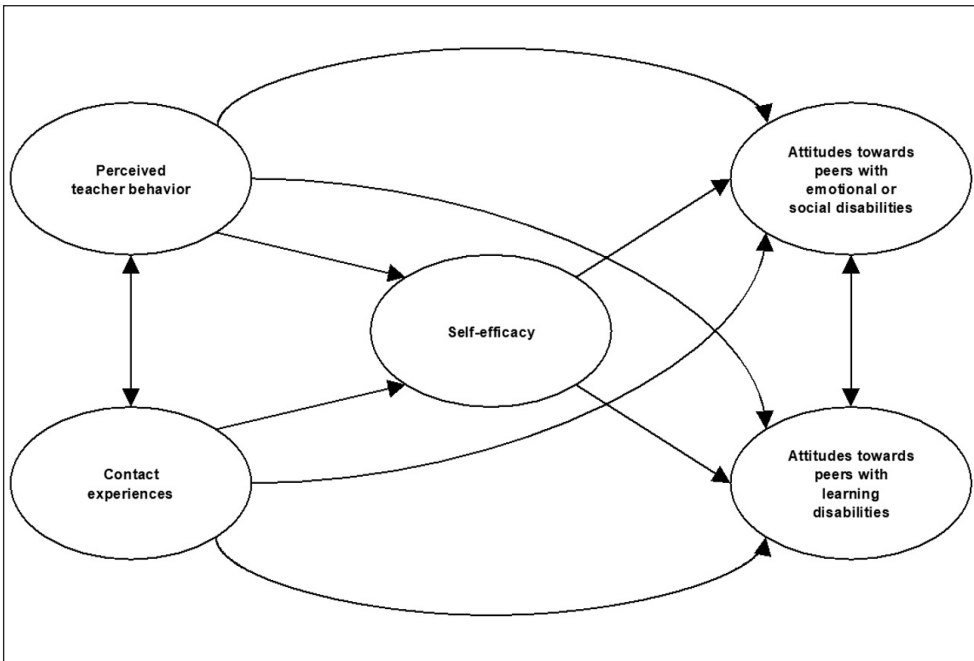 Perceived
teacher behavior
Attitudes towards
peers with
emotional or
social disabilities
Self-efficacy
Contact
experiences
Attitudes towards
peers with
learning
disabilities